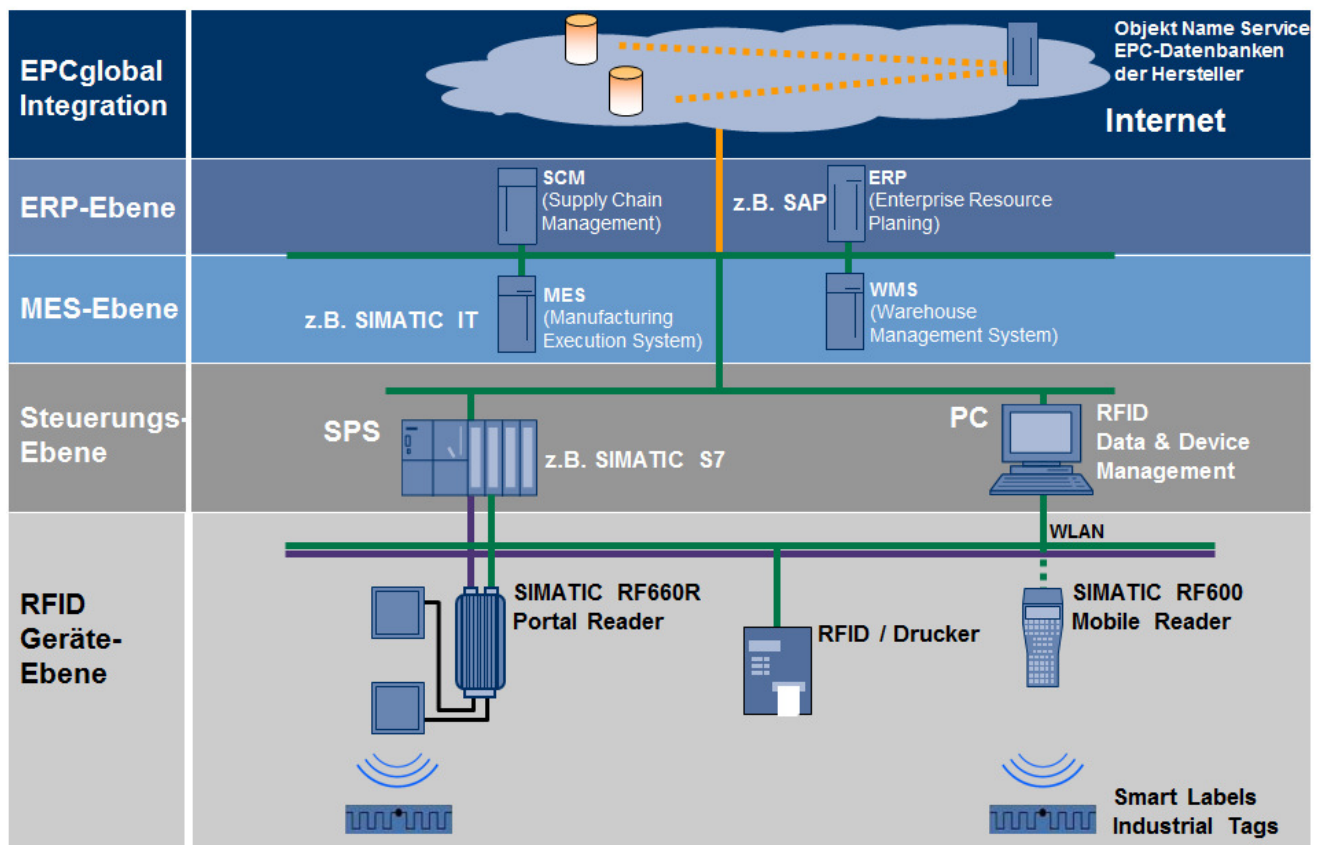 EPCglobal
Integration
Objekt Name Service
EPC-Datenbanken
der Hersteller
Internet
ERP-Ebene
SCM
(Supply Chain
Management)
z.B. SAP
ERP
(Enterprise Resource
Planing)
MES-Ebene
z.B. SIMATIC IT
MES
(Manufacturing
Execution System)
WMS
(Warehouse
Management System)
Steuerungs-
Ebene
SPS
z.B. SIMATIC S7
PC
RFID
Data & Device
Management
RFID
Geräte-
Ebene
WLAN
SIMATIC RF660R
Portal Reader
RFID / Drucker
SIMATIC RF600
Mobile Reader
Smart Labels
Industrial Tags